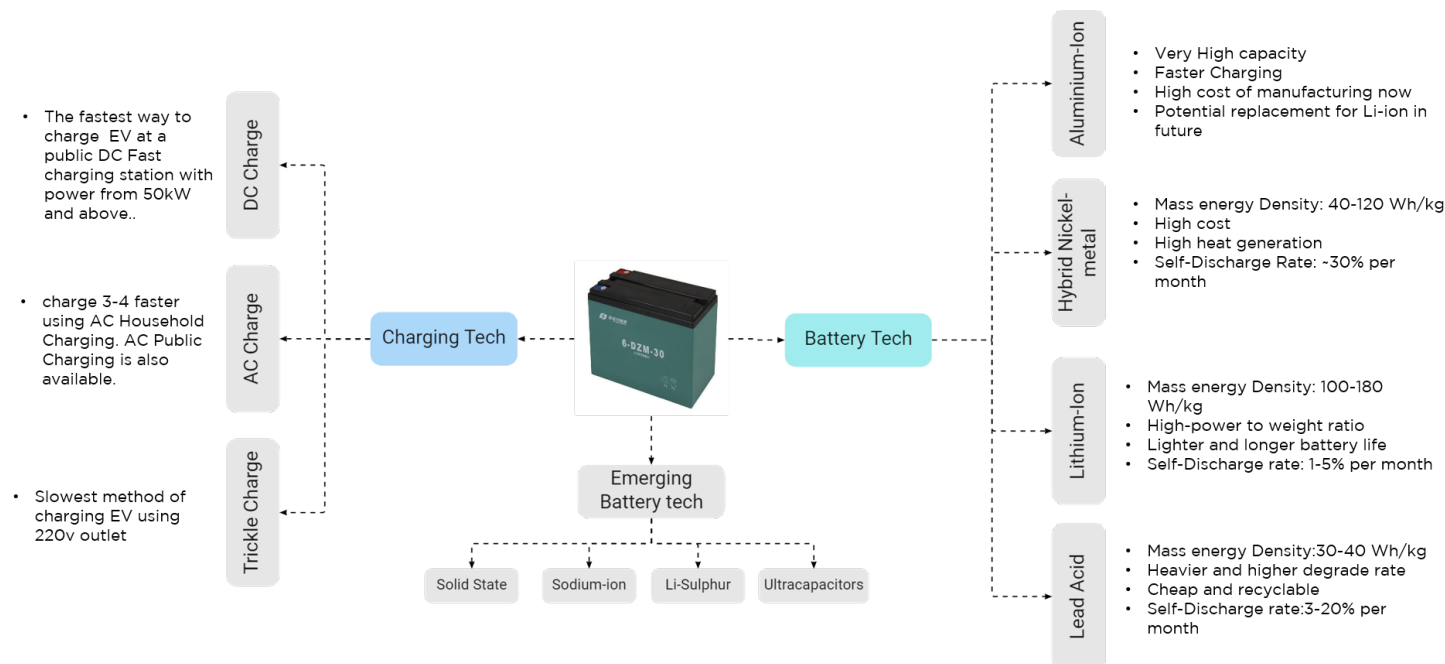 • The fastest way to
charge EV at a
public DC Fast
charging station with
power from 50kW
and above..
DC Charge
• charge 3-4 faster
using AC Household
Charging. AC Public
Charging is also
available.
AC Charge
• Slowest method of
charging EV using
220v outlet
Trickle Charge
Charging Tech
6-DZM-30
Battery Tech
Emerging
Battery tech
Solid State
Sodium-ion
Li-Sulphur
Ultracapacitors
Aluminium-Ion
• Very High capacity
• Faster Charging
• High cost of manufacturing now
• Potential replacement for Li-ion in
future
Hybrid Nickel-
metal
• Mass energy Density: 40-120 Wh/kg
• High cost
• High heat generation
• Self-Discharge Rate: ~30% per
month
Lithium-Ion
• Mass energy Density: 100-180
Wh/kg
• High-power to weight ratio
• Lighter and longer battery life
• Self-Discharge rate: 1-5% per month
Lead Acid
• Mass energy Density:30-40 Wh/kg
• Heavier and higher degrade rate
• Cheap and recyclable
• Self-Discharge rate:3-20% per
month